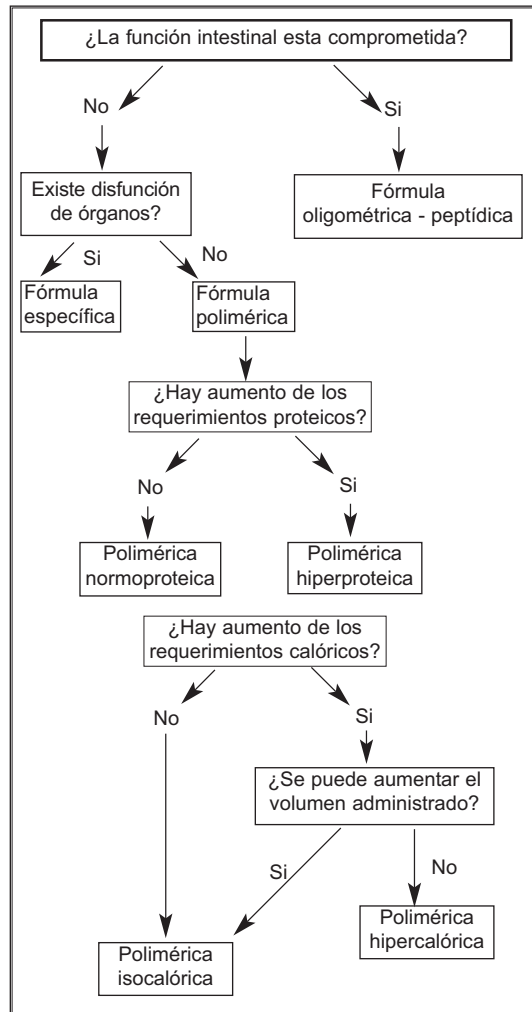 ¿La función intestinal esta comprometida?
No
Si
Existe disfunción
de órganos?
Fórmula
oligométrica - peptídica
Si
No
Fórmula
específica
Fórmula
polimérica
¿Hay aumento de los
requerimientos proteicos?
No
Si
Polimérica
normoproteica
Polimérica
hiperproteica
¿Hay aumento de los
requerimientos calóricos?
No
Si
¿Se puede aumentar el
volumen administrado?
Si
No
Polimérica
isocalórica
Polimérica
hipercalórica